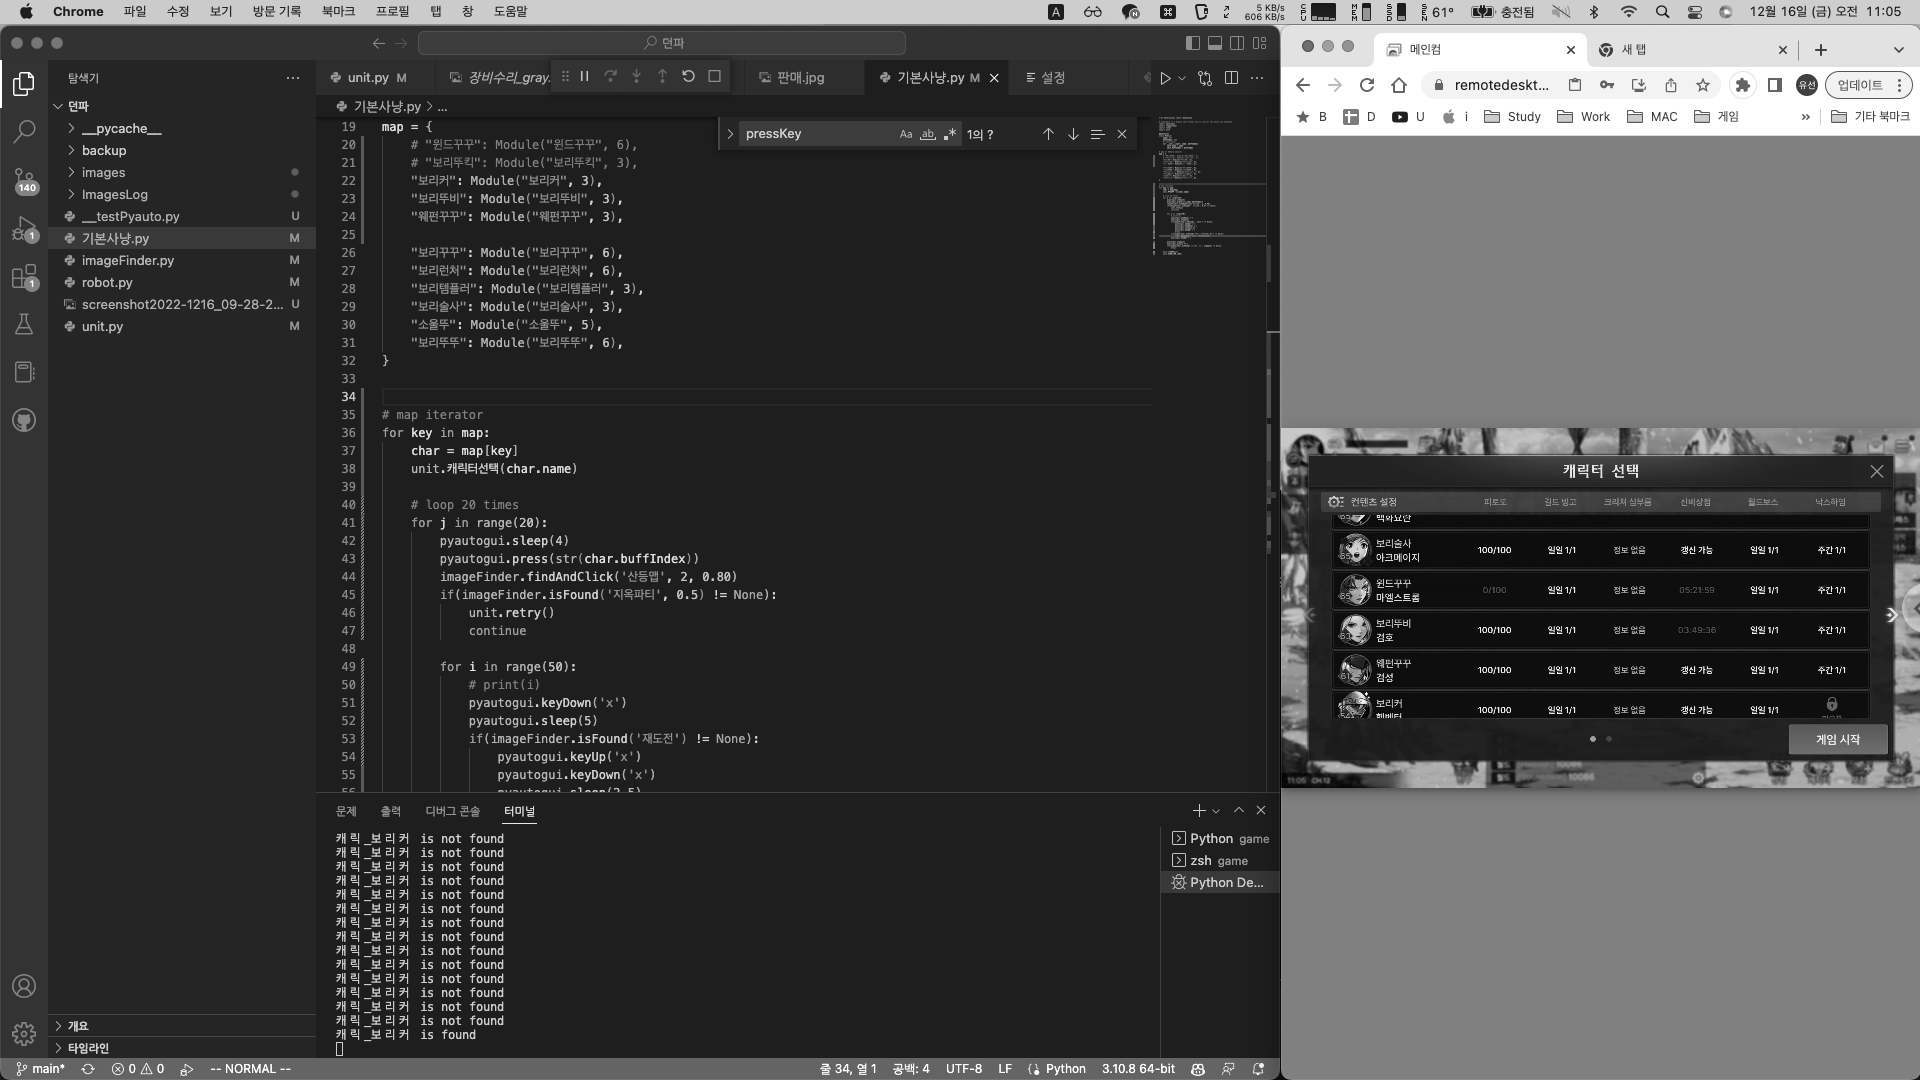 Chrome 파일 수정 보기 방문 기록 북마크 프로필 탭 창 도움말
5 KB/s
606 KB/s
61° 충전됨 12월 16일 (금) 오전 11:05
던파
탐색기
던파
__pycache__
backup
images
ImagesLog
__testPyauto.py U
기본사냥.py M
imageFinder.py M
robot.py M
screenshot2022-1216_09-28-2... U
unit.py M
140
1
1
개요
타임라인
unit.py M
장비수리_gray.
판매.jpg
기본사냥.py M
설정
기본사냥.py > ...
pressKey
Aa ab
1의 ?
19 map = {
20 # "윈드꾸꾸": Module("윈드꾸꾸", 6),
21 # "보리뚜킥": Module("보리뚜킥", 3),
22 "보리커": Module("보리커", 3),
23 "보리뚜비": Module("보리뚜비", 3),
24 "웨펀꾸꾸": Module("웨펀꾸꾸", 3),
25
26 "보리꾸꾸": Module("보리꾸꾸", 6),
27 "보리런처": Module("보리런처", 6),
28 "보리템플러": Module("보리템플러", 3),
29 "보리술사": Module("보리술사", 3),
30 "소울뚜": Module("소울뚜", 5),
31 "보리뚜뚜": Module("보리뚜뚜", 6),
32 }
33
34
35 # map iterator
36 for key in map:
37 char = map[key]
38 unit.캐릭터선택(char.name)
39
40 # loop 20 times
41 for j in range(20):
42 pyautogui.sleep(4)
43 pyautogui.press(str(char.buffIndex))
44 imageFinder.findAndClick('산등맵', 2, 0.80)
45 if(imageFinder.isFound('지옥파티', 0.5) != None):
46 unit.retry()
47 continue
48
49 for i in range(50):
50 # print(i)
51 pyautogui.keyDown('x')
52 pyautogui.sleep(5)
53 if(imageFinder.isFound('재도전') != None):
54 pyautogui.keyUp('x')
55 pyautogui.keyDown('x')
문제 출력 디버그 콘솔 터미널
캐릭_보리커 is not found
캐릭_보리커 is not found
캐릭_보리커 is not found
캐릭_보리커 is not found
캐릭_보리커 is not found
캐릭_보리커 is not found
캐릭_보리커 is not found
캐릭_보리커 is not found
캐릭_보리커 is not found
캐릭_보리커 is not found
캐릭_보리커 is not found
캐릭_보리커 is not found
캐릭_보리커 is not found
캐릭_보리커 is not found
캐릭_보리커 is found
Python game
zsh game
Python De...
main* 0 0 -- NORMAL -- 줄 34, 열 1 공백: 4 UTF-8 LF Python 3.10.8 64-bit
메인컴
새 탭
remotedeskt...
유선
업데이트
B D U i Study Work MAC 게임 » 기타 북마크
캐릭터 선택
컨텐츠 설정 피로도 길드 빙고 크리쳐 심부름 신비상점 월드보스 낙스하임
보리술사
아크메이지
100/100 일일 1/1 정보 없음 갱신 가능 일일 1/1 주간 1/1
윈드꾸꾸
마엘스트롬
0/100 일일 1/1 정보 없음 05:21:59 일일 1/1 주간 1/1
보리뚜비
검호
100/100 일일 1/1 정보 없음 03:49:36 일일 1/1 주간 1/1
웨펀꾸꾸
검성
100/100 일일 1/1 정보 없음 갱신 가능 일일 1/1 주간 1/1
보리커
100/100 일일 1/1 정보 없음 갱신 가능 일일 1/1
게임 시작
11:05 CH.12